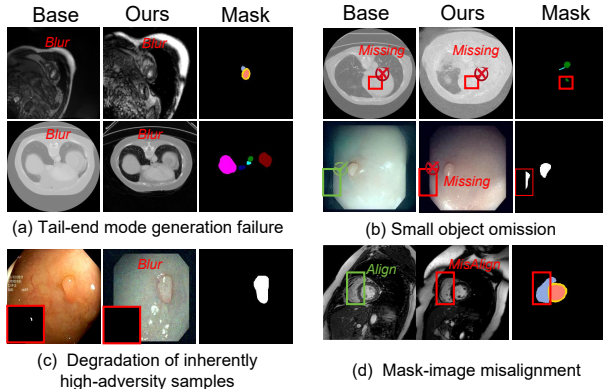 Base Ours Mask
Blur Blur
Blur
(a) Tail-end mode generation failure
Base Ours Mask
Missing Missing
Missing
(b) Small object omission
Blur
(c) Degradation of inherently
high-adversity samples
Align MisAlign
(d) Mask-image misalignment